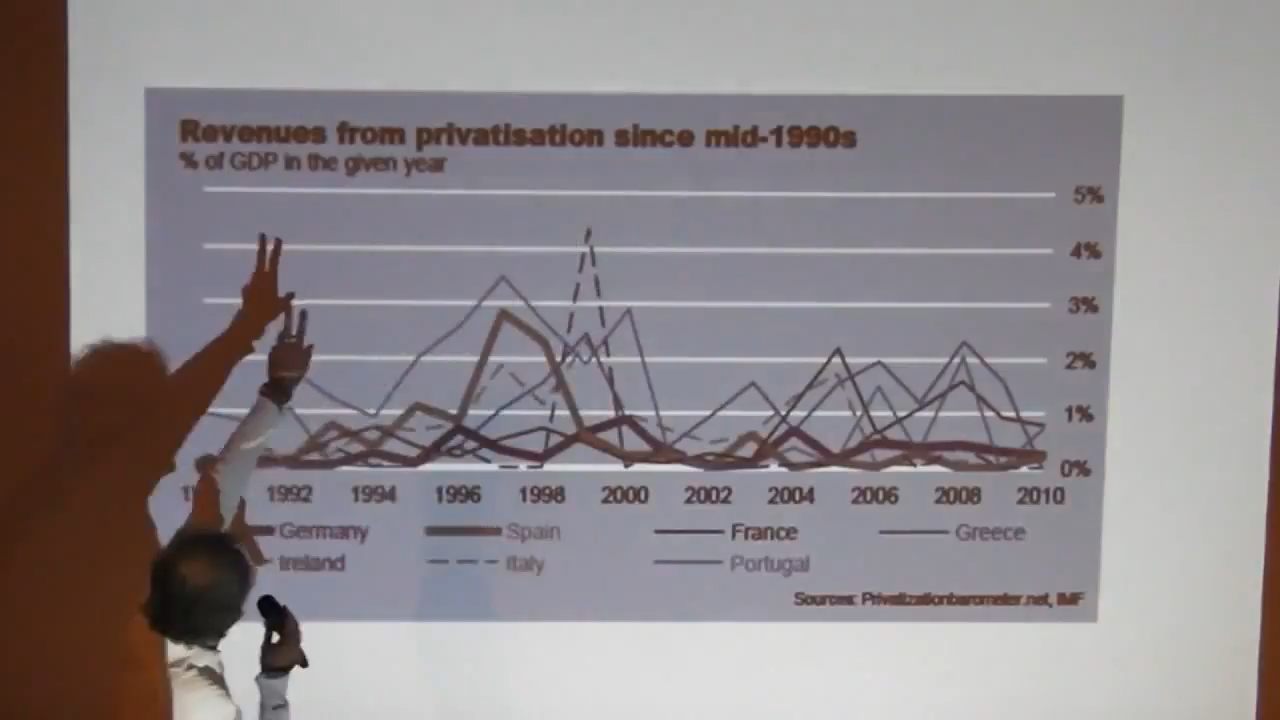 Revenues from privatisation since mid-1990s
% of GDP in the given year
5%
4%
3%
2%
1%
0%
1992 1994 1996 1998 2000 2002 2004 2006 2008 2010
Germany Spain France Greece
Ireland Italy Portugal
Sources: Privatizationbarometer.net, IMF